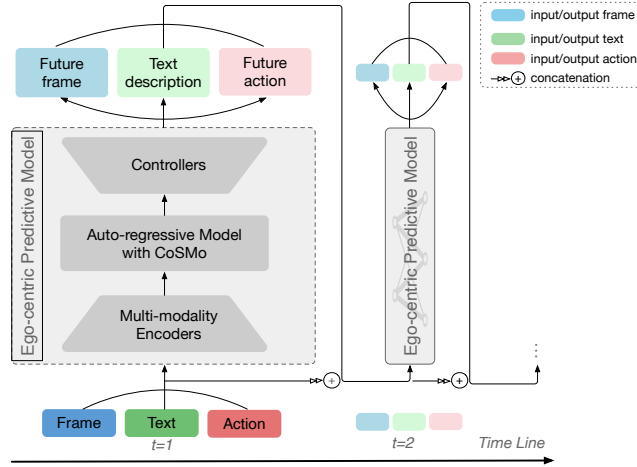 Future
frame
Text
description
Future
action
input/output frame
input/output text
input/output action
concatenation
Ego-centric Predictive Model
Controllers
Auto-regressive Model
with CoSMo
Multi-modality
Encoders
Ego-centric Predictive Model
Frame
Text
Action
t=1
t=2
Time Line